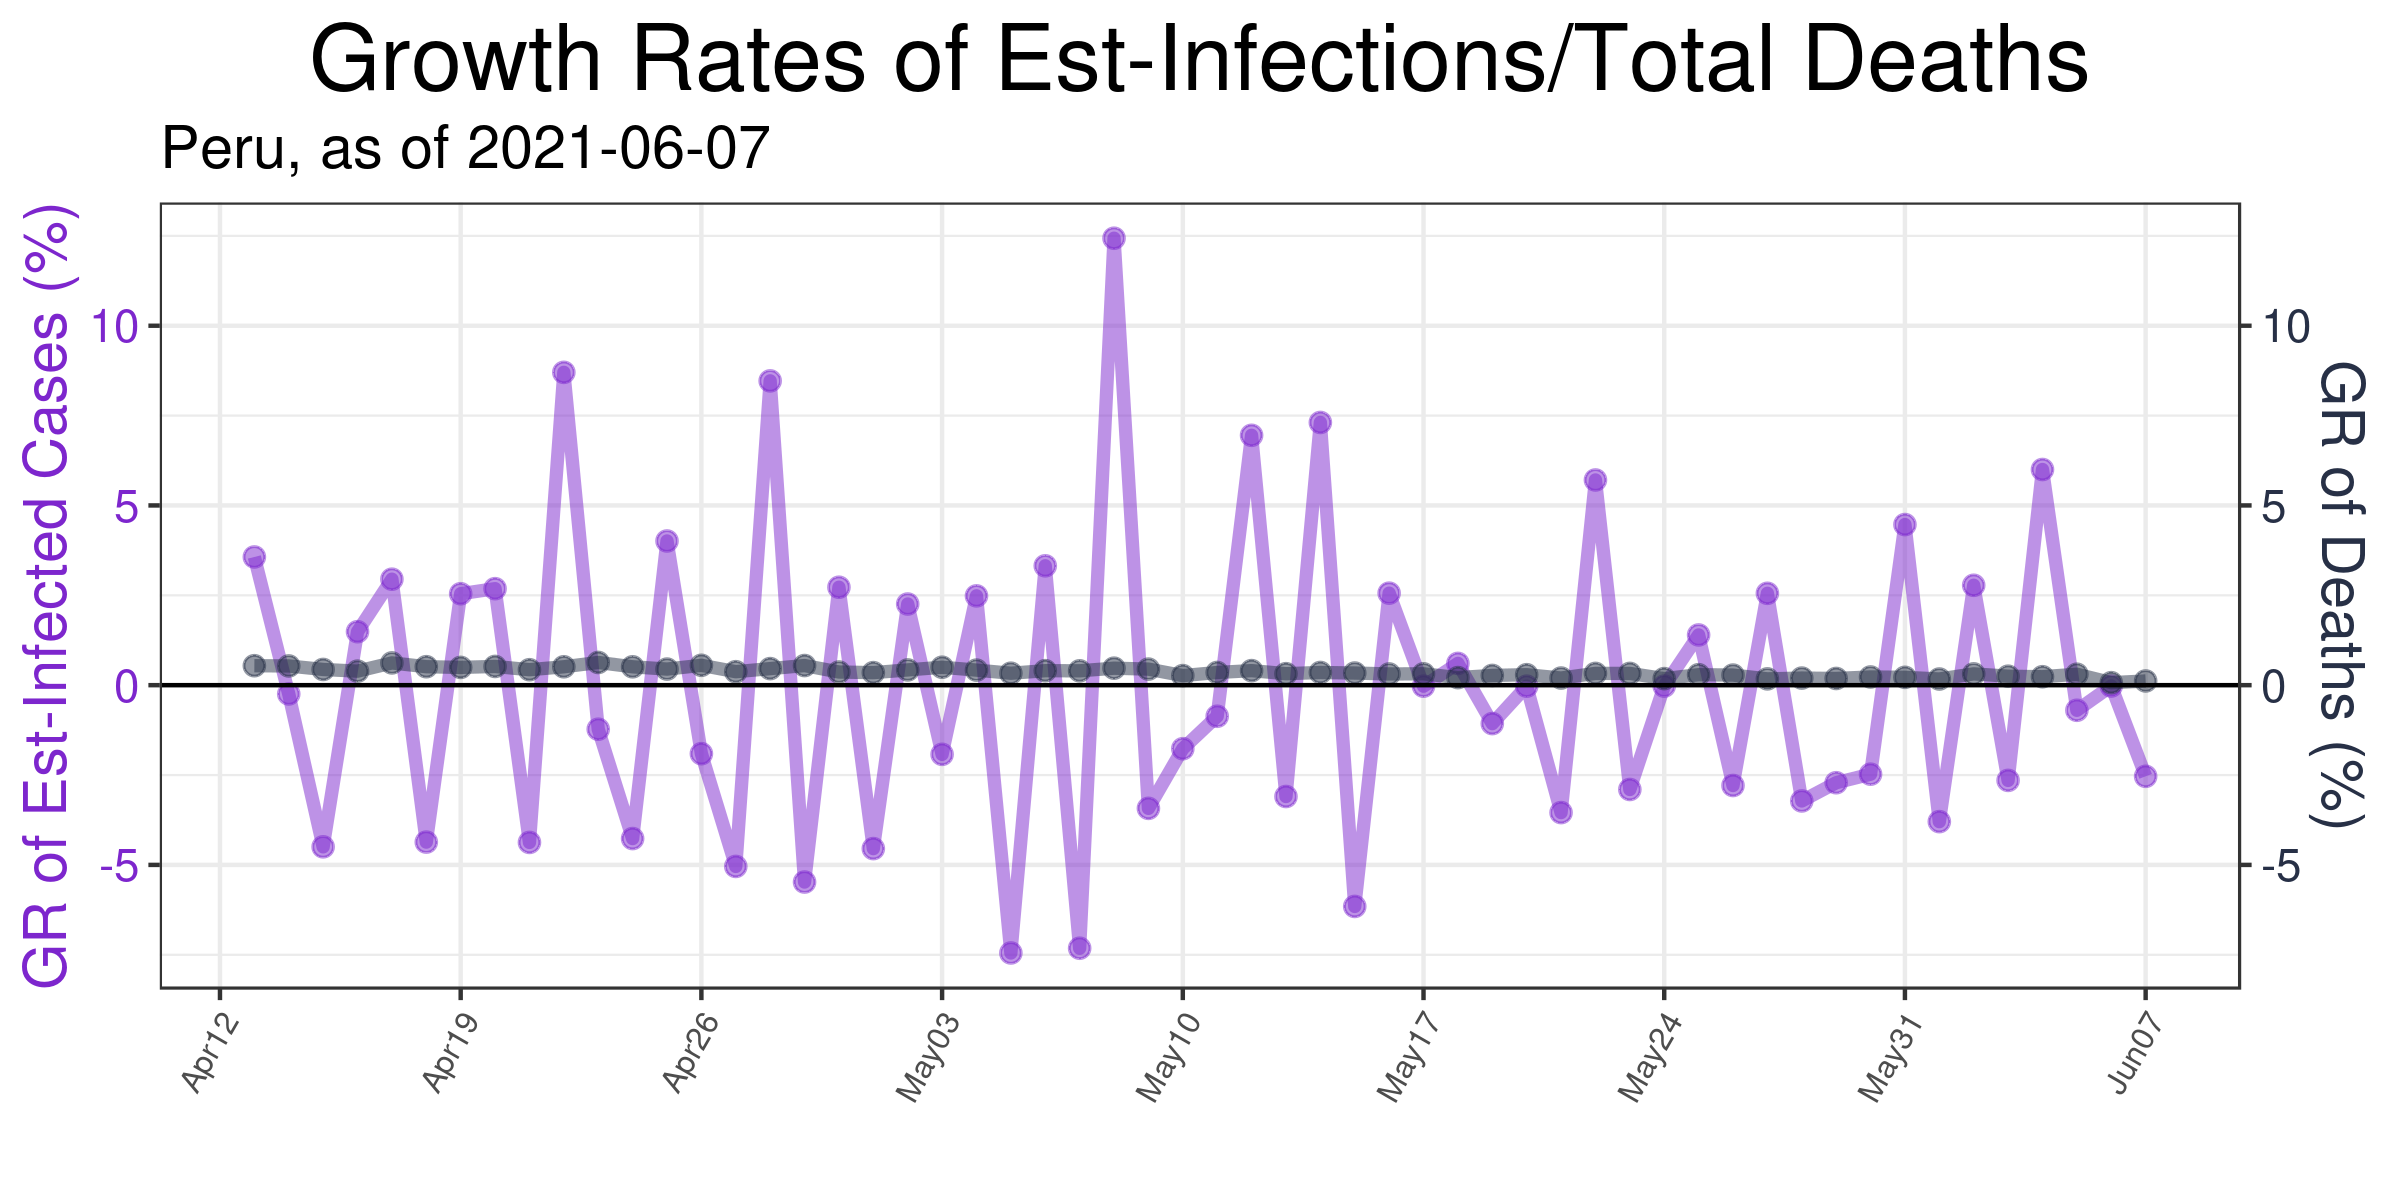 Growth Rates of Est-Infections/Total Deaths
Peru, as of 2021-06-07
GR of Est-Infected Cases (%)
10
5
0
-5
10
5
0
-5
GR of Deaths (%)
Apr12
Apr19
Apr26
May03
May10
May17
May24
May31
Jun07